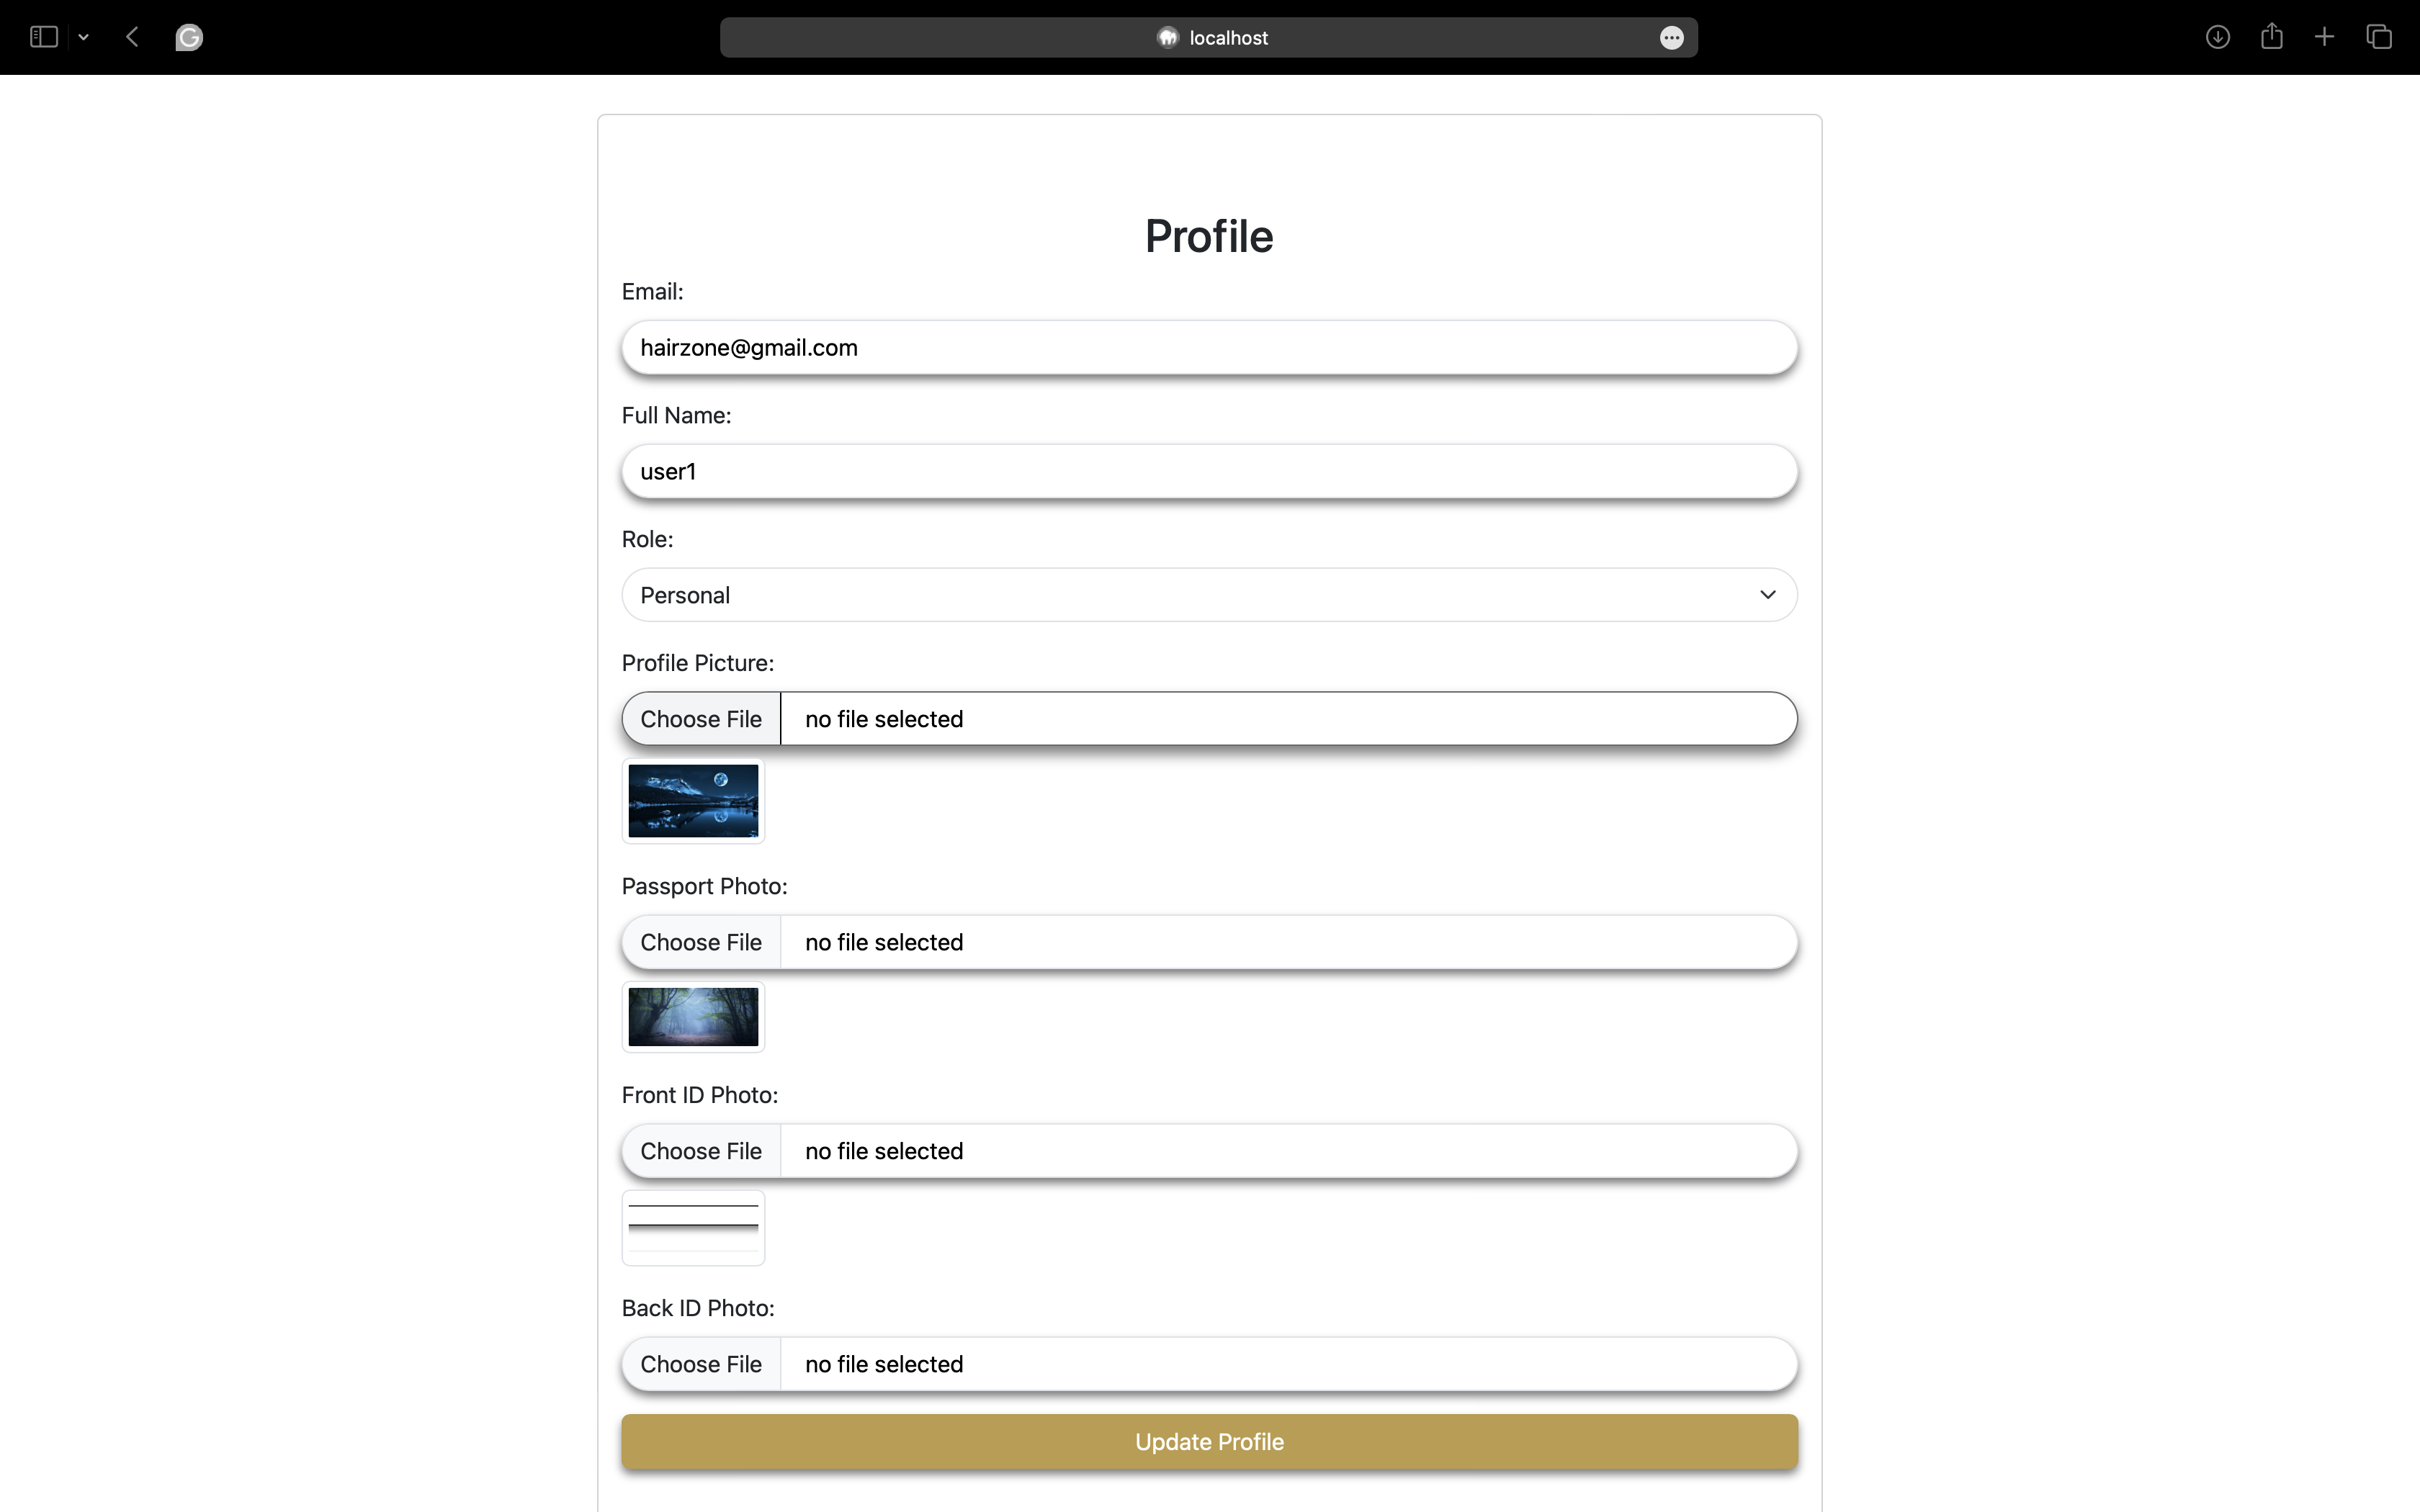 localhost
Profile
Email:
hairzone@gmail.com
Full Name:
user1
Role:
Personal
Profile Picture:
Choose File no file selected
Passport Photo:
Choose File no file selected
Front ID Photo:
Choose File no file selected
Back ID Photo:
Choose File no file selected
Update Profile